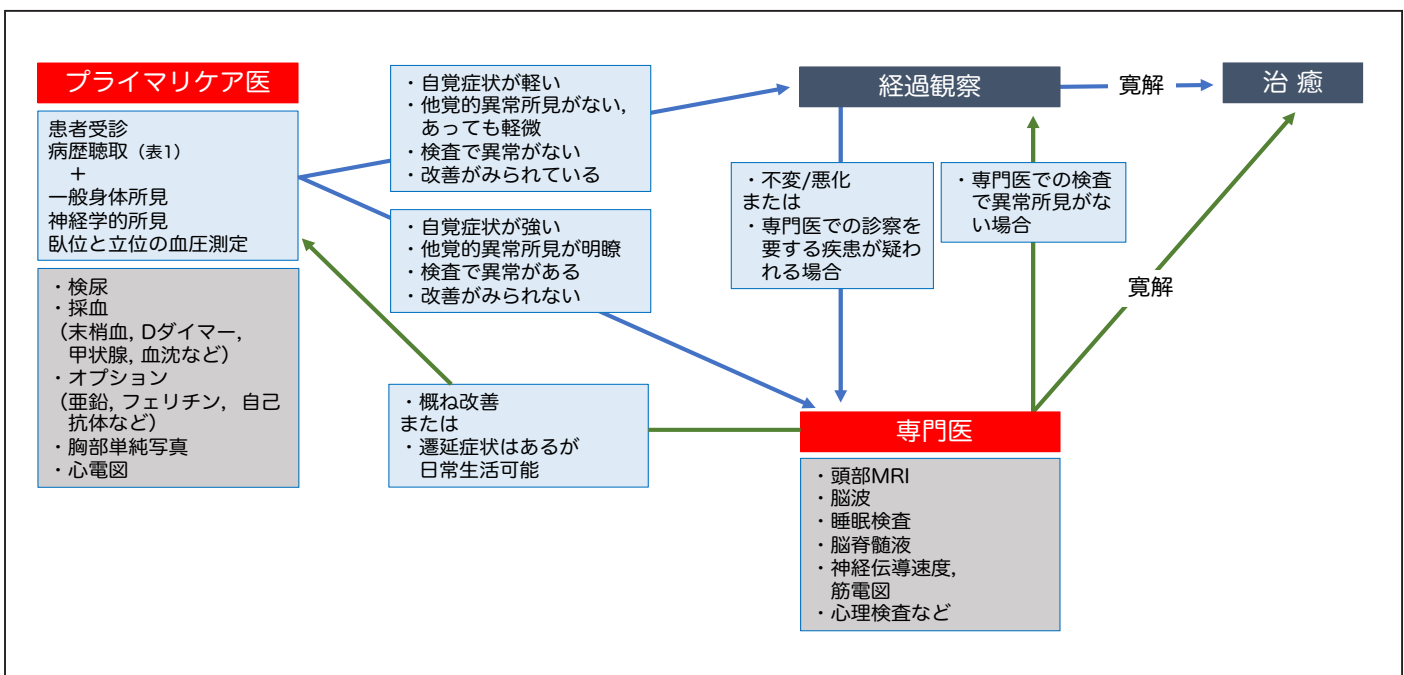 プライマリケア医
患者受診
病歴聴取（表1）
＋
一般身体所見
神経学的所見
臥位と立位の血圧測定
・検尿
・採血
（末梢血, Dダイマー,
甲状腺, 血沈など）
・オプション
（亜鉛, フェリチン, 自己
抗体など）
・胸部単純写真
・心電図
・自覚症状が軽い
・他覚的異常所見がない,
あっても軽微
・検査で異常がない
・改善がみられている
・自覚症状が強い
・他覚的異常所見が明瞭
・検査で異常がある
・改善がみられない
・概ね改善
または
・遷延症状はあるが
日常生活可能
経過観察
寛解
治 癒
・不変/悪化
または
・専門医での診察を
要する疾患が疑わ
れる場合
・専門医での検査
で異常所見がな
い場合
寛解
専門医
・頭部MRI
・脳波
・睡眠検査
・脳脊髄液
・神経伝導速度,
筋電図
・心理検査など